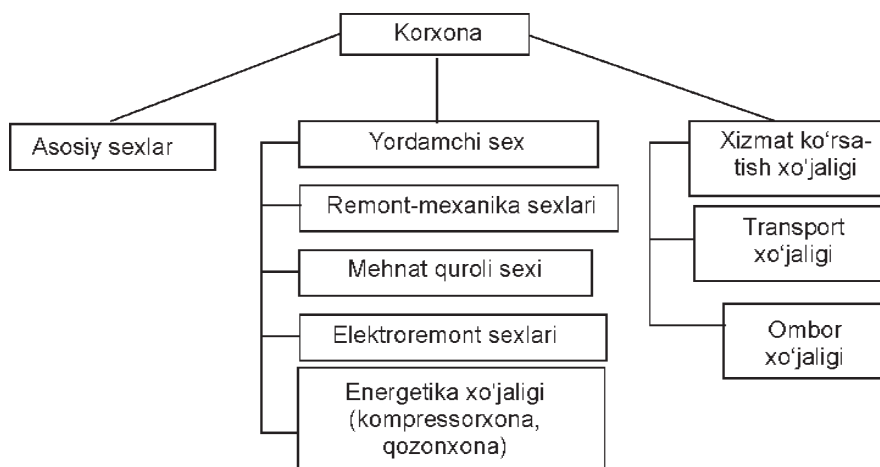 Korxona
Asosiy sexlar
Yordamchi sex
Remont-mexanika sexlari
Mehnat quroli sexi
Elektroremont sexlari
Energetika xo'jaligi
(kompressorxona,
qozonxona)
Xizmat ko‘rsa-
tish xo‘jaligi
Transport
xo‘jaligi
Ombor
xo‘jaligi